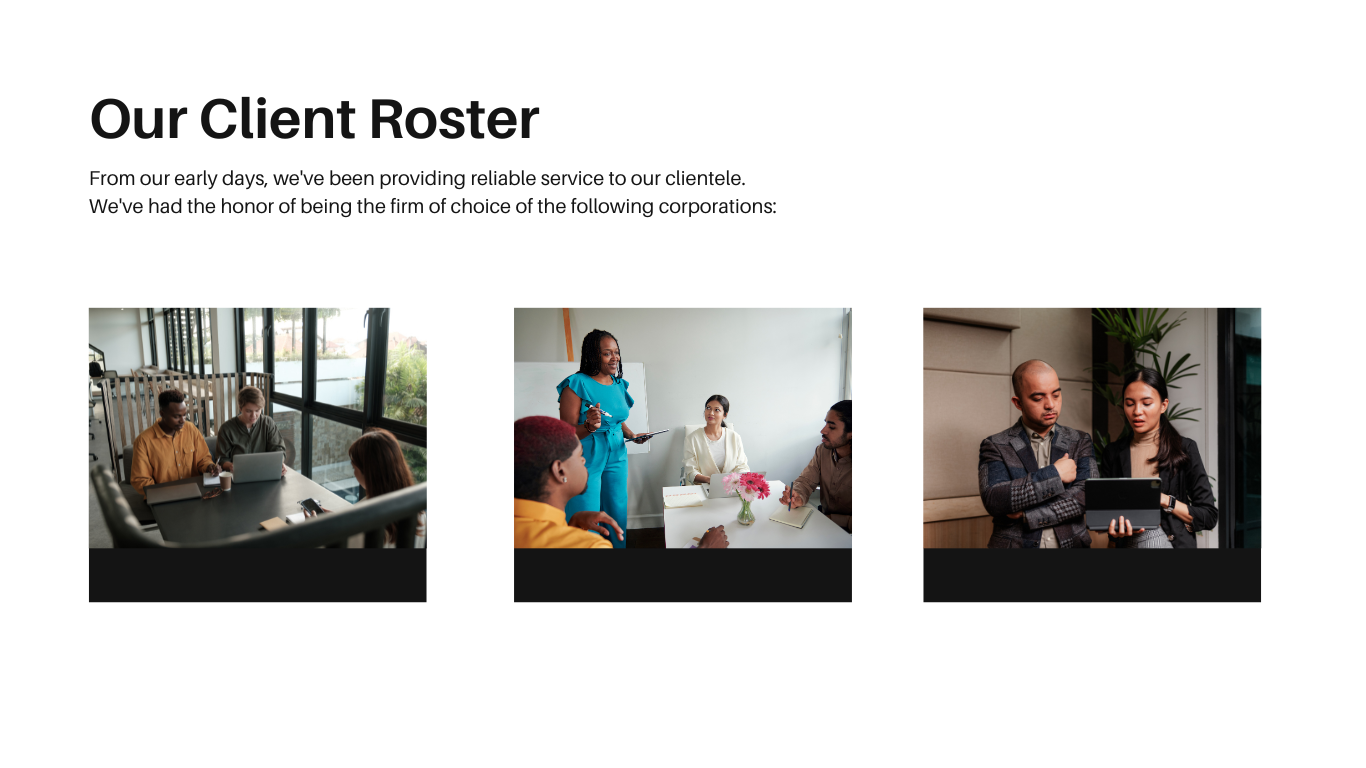 Our Client Roster
From our early days, we've been providing reliable service to our clientele.
We've had the honor of being the firm of choice of the following corporations: